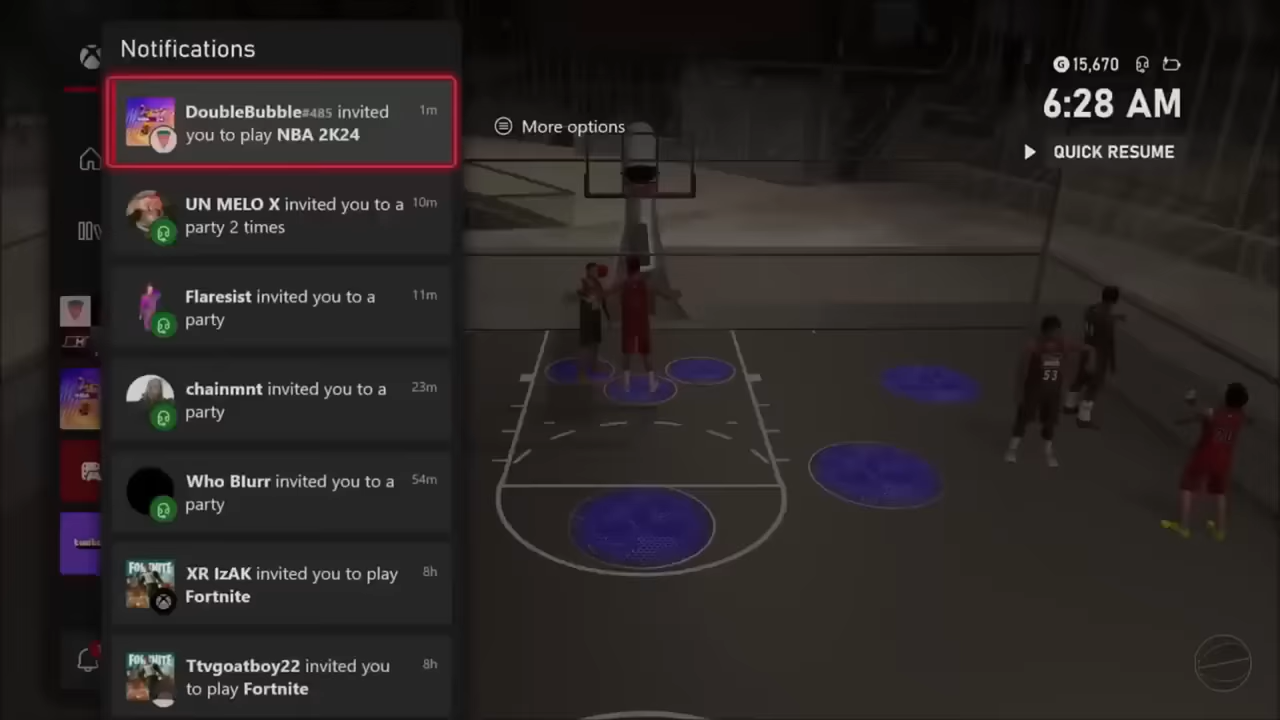 Notifications
DoubleBubble#485 invited
you to play NBA 2K24
1m
UN MELO X invited you to a
party 2 times
10m
Flaresist invited you to a
party
11m
chainmnt invited you to a
party
23m
Who Blurr invited you to a
party
54m
XR IzAK invited you to play
Fortnite
8h
Ttvgoatboy22 invited you
to play Fortnite
8h
More options
G 15,670
6:28 AM
QUICK RESUME
53